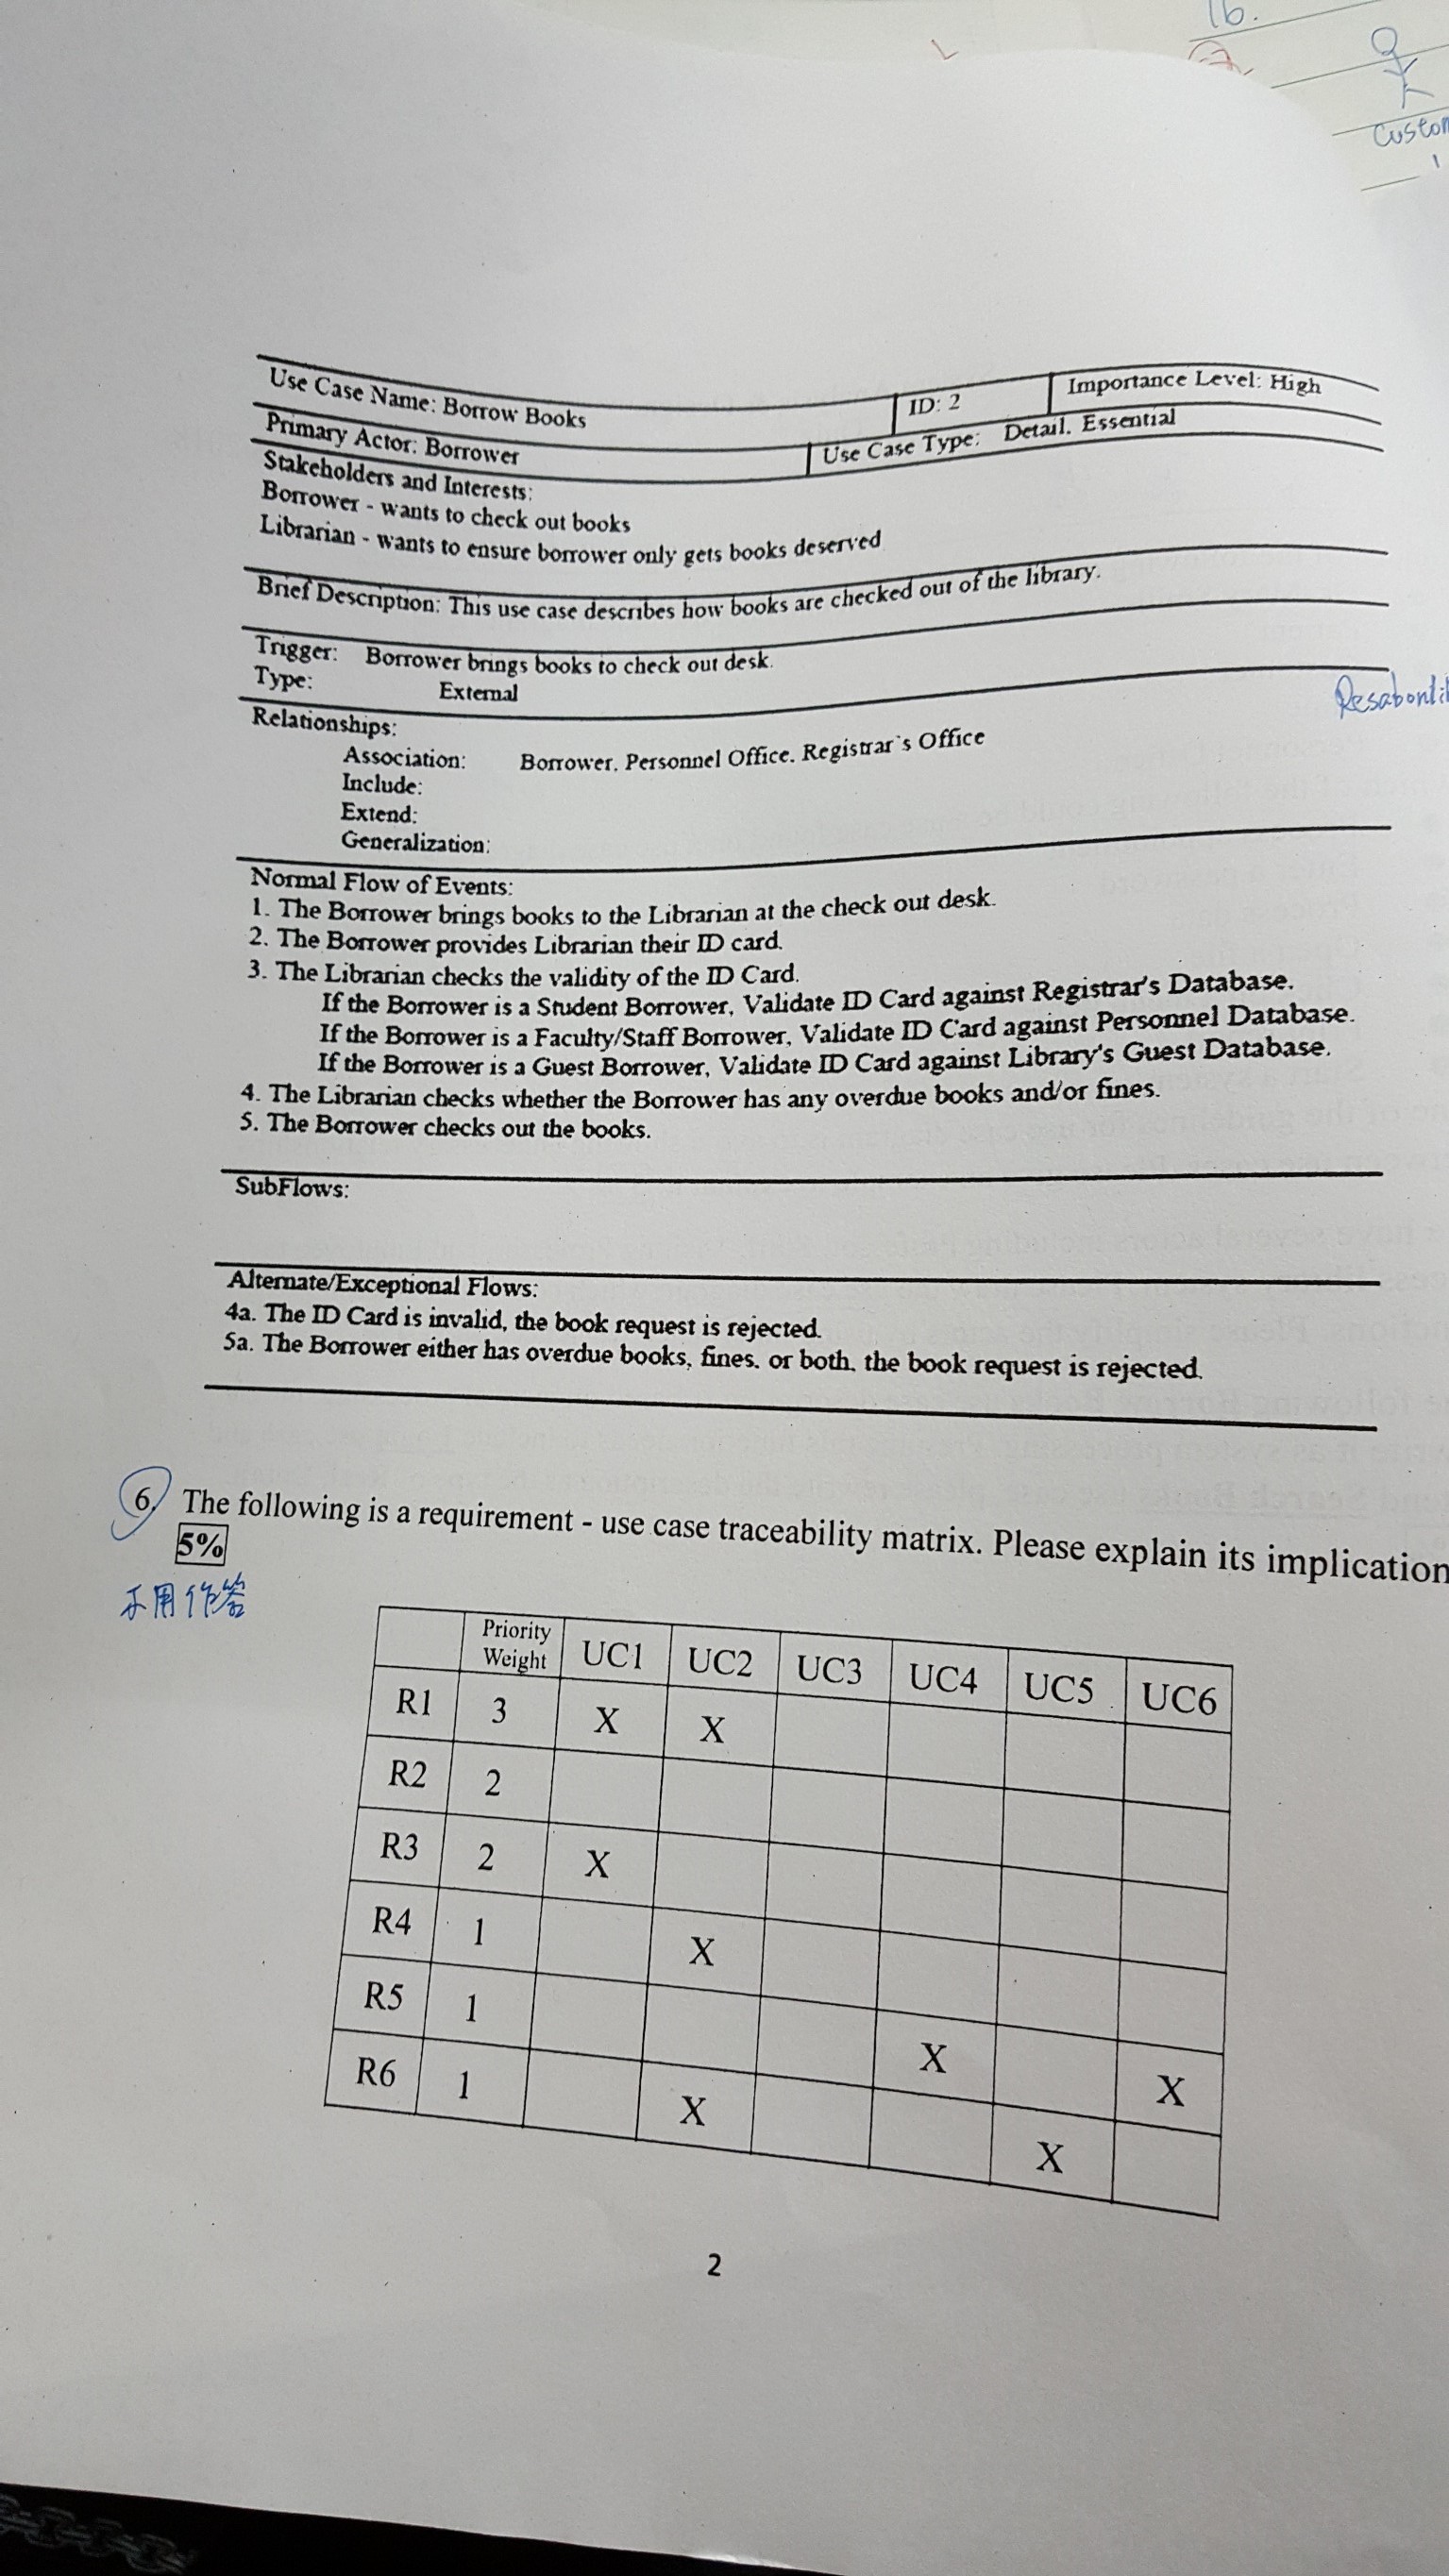 16.
Custom
Use Case Name: Borrow Books
ID: 2
Importance Level: High
Primary Actor: Borrower
Use Case Type: Detail. Essential
Stakeholders and Interests:
Borrower - wants to check out books
Librarian - wants to ensure borrower only gets books deserved
Brief Description: This use case describes how books are checked out of the library.
Trigger: Borrower brings books to check out desk.
Type: External
Resabonli
Relationships:
Association: Borrower. Personnel Office. Registrar's Office
Include:
Extend:
Generalization:
Normal Flow of Events:
1. The Borrower brings books to the Librarian at the check out desk.
2. The Borrower provides Librarian their ID card.
3. The Librarian checks the validity of the ID Card.
If the Borrower is a Student Borrower, Validate ID Card against Registrar's Database.
If the Borrower is a Faculty/Staff Borrower, Validate ID Card against Personnel Database.
If the Borrower is a Guest Borrower, Validate ID Card against Library's Guest Database.
4. The Librarian checks whether the Borrower has any overdue books and/or fines.
5. The Borrower checks out the books.
SubFlows:
Alternate/Exceptional Flows:
4a. The ID Card is invalid, the book request is rejected.
5a. The Borrower either has overdue books, fines. or both. the book request is rejected.
6. The following is a requirement - use case traceability matrix. Please explain its implication
5%
不用作答
Priority Weight UC1 UC2 UC3 UC4 UC5 UC6
R1 3 X X
R2 2
R3 2 X
R4 1 X
R5 1 X X
R6 1 X X
2